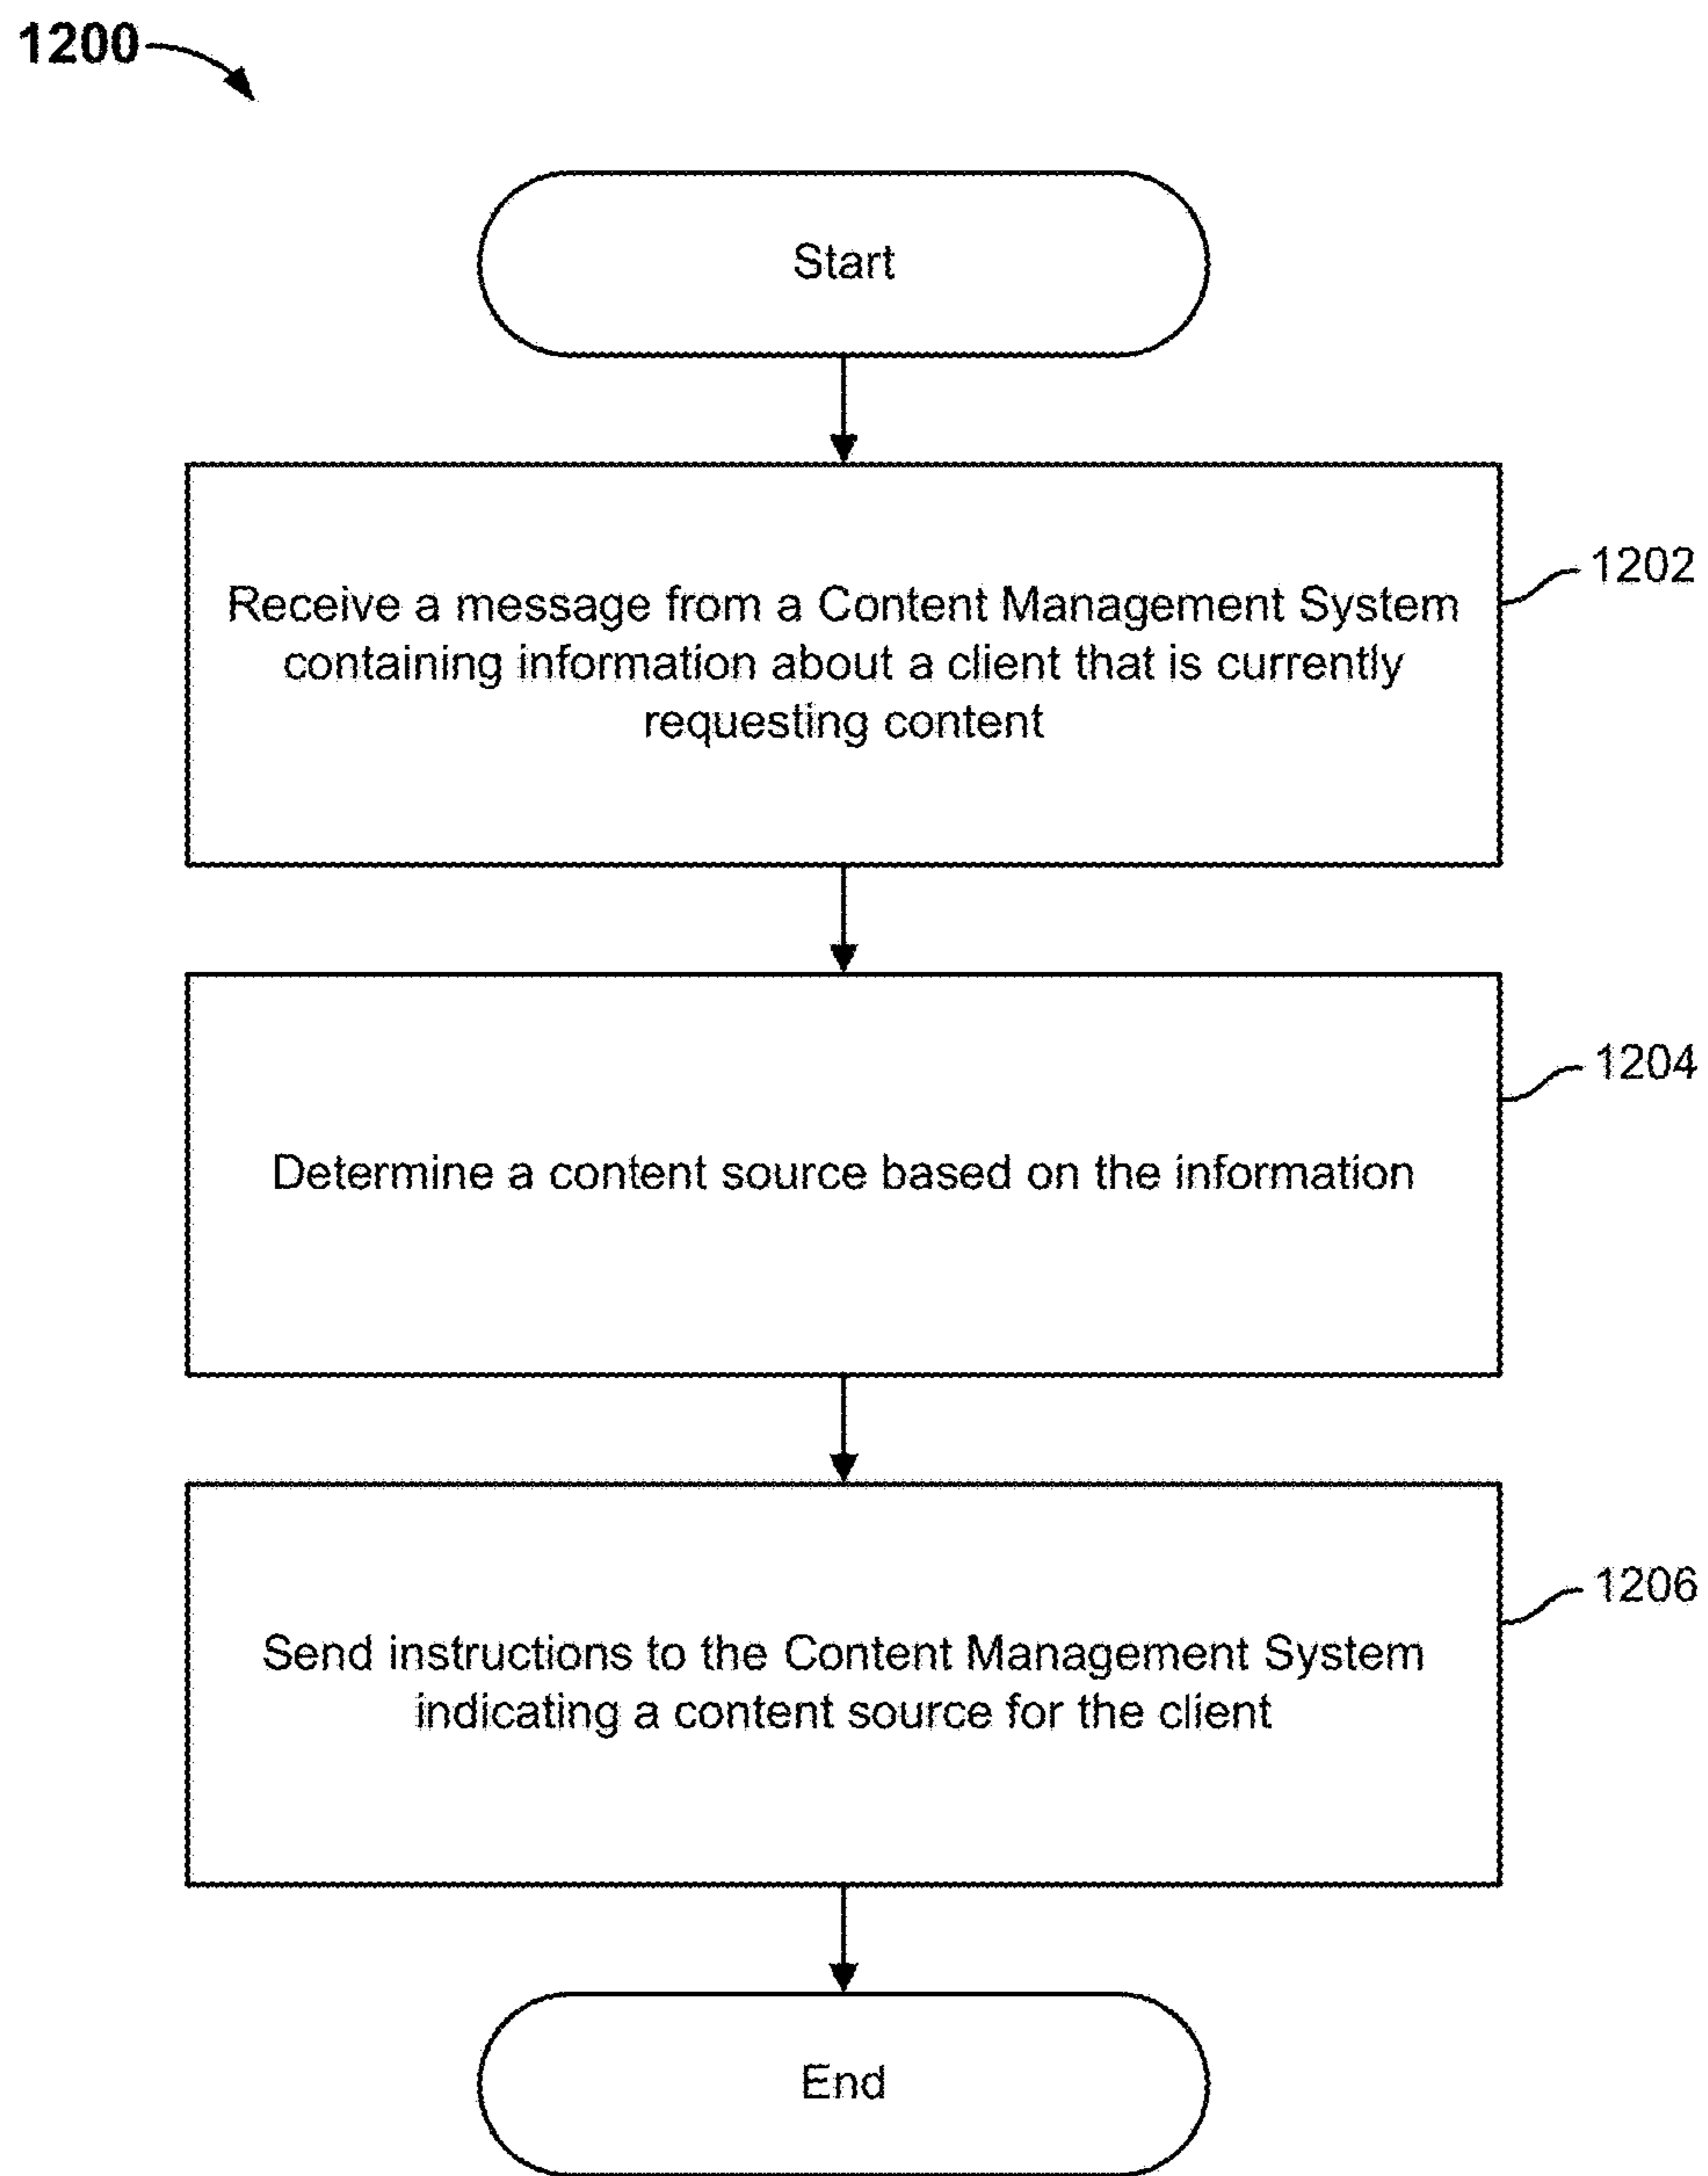 1200
Start
Receive a message from a Content Management System
containing information about a client that is currently
requesting content
1202
Determine a content source based on the information
1204
Send instructions to the Content Management System
indicating a content source for the client
1206
End